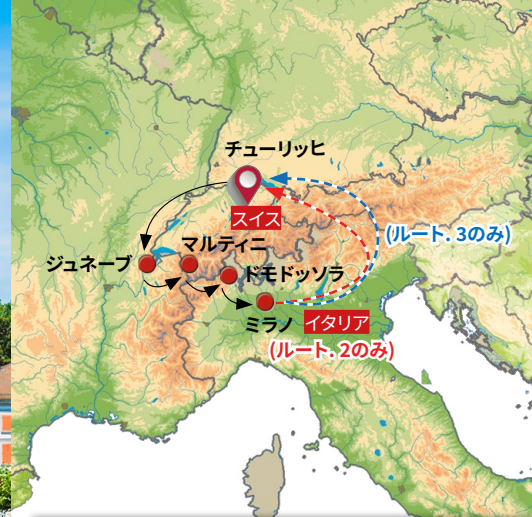 チューリッヒ
スイス
(ルート. 3のみ)
マルティニ
ジュネーブ
ドモドッソラ
ミラノ
イタリア
(ルート. 2のみ)